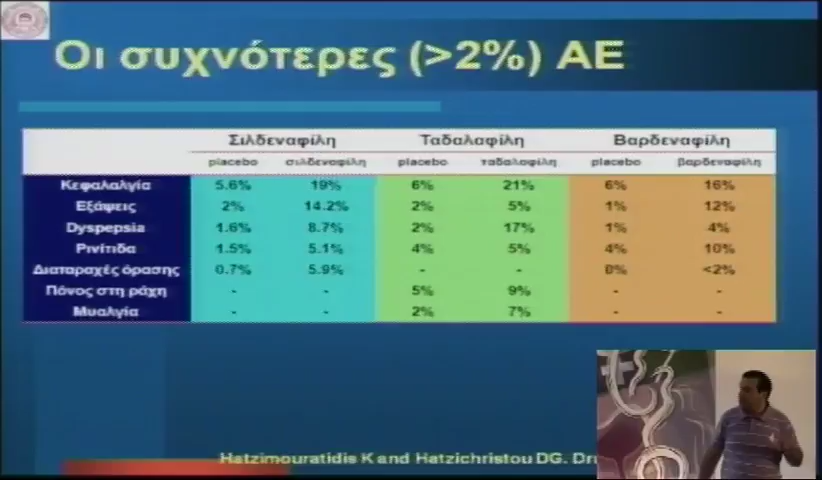 Οι συχνότερες (>2%) ΑΕ
Σιλδεναφίλη Ταδαλαφίλη Βαρδεναφίλη
placebo σιλδεναφίλη placebo ταδαλαφίλη placebo βαρδεναφίλη
Κεφαλαλγία 5.6% 19% 6% 21% 6% 16%
Εξάψεις 2% 14.2% 2% 5% 1% 12%
Dyspepsia 1.6% 8.7% 2% 17% 1% 4%
Ρινίτιδα 1.5% 5.1% 4% 5% 4% 10%
Διαταραχές όρασης 0.7% 5.9% - - 0% <2%
Πόνος στη ράχη - - 5% 9% - -
Μυαλγία - - 2% 7% - -
Hatzimouratidis K and Hatzichristou DG.